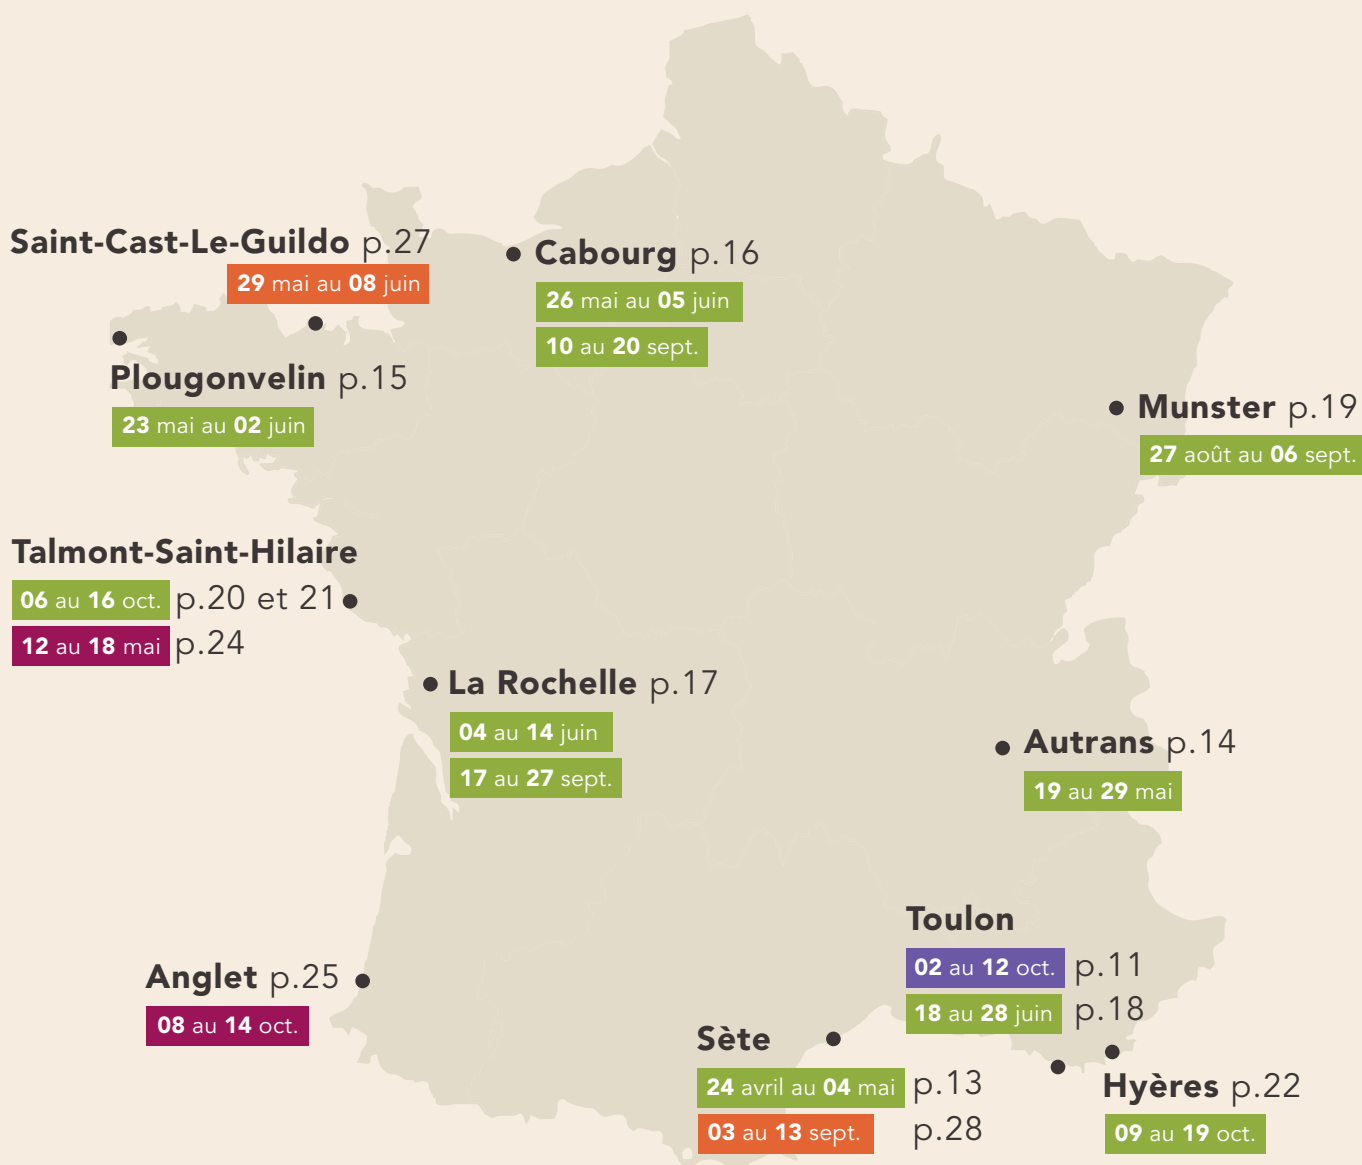 Saint-Cast-Le-Guildo p.27
29 mai au 08 juin
Cabourg p.16
26 mai au 05 juin
10 au 20 sept.
Plougonvelin p.15
23 mai au 02 juin
Munster p.19
27 août au 06 sept.
Talmont-Saint-Hilaire
06 au 16 oct. p.20 et 21
12 au 18 mai p.24
La Rochelle p.17
04 au 14 juin
17 au 27 sept.
Autrans p.14
19 au 29 mai
Toulon
02 au 12 oct. p.11
18 au 28 juin p.18
Anglet p.25
08 au 14 oct.
Sète
24 avril au 04 mai p.13
03 au 13 sept. p.28
Hyères p.22
09 au 19 oct.